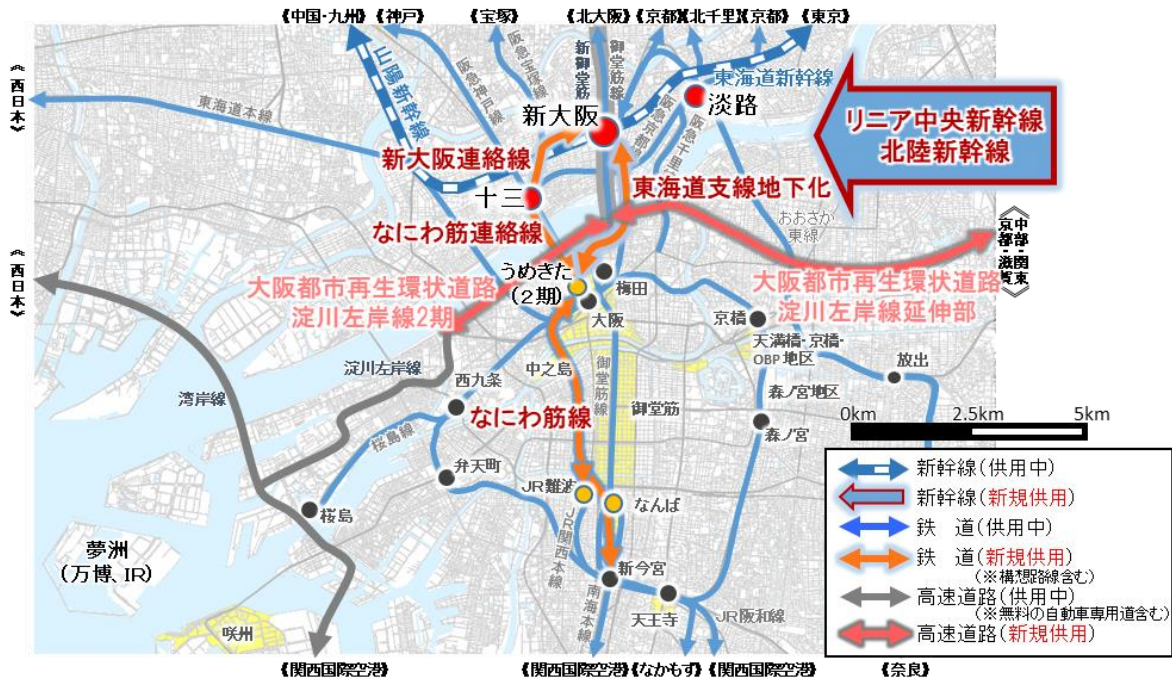 《中国・九州》
《神戸》
《宝塚》
《北大阪》
《京都》
《北千里》
《京都》
《東京》
《西日本》
山陽新幹線
阪急神戸線
阪急宝塚線
新御堂筋
御堂筋線
東海道新幹線
東海道本線
新大阪
淡路
阪急京都線
阪急千里線
リニア中央新幹線
北陸新幹線
新大阪連絡線
十三
東海道支線地下化
なにわ筋連絡線
おおさか
東線
《中部・関東
京都・滋賀》
《西日本》
うめきた
(2期)
梅田
大阪
大阪都市再生環状道路
淀川左岸線2期
大阪都市再生環状道路
淀川左岸線延伸部
京橋
天満橋・京橋・
OBP地区
放出
中之島
淀川左岸線
西九条
御堂筋線
御堂筋
森ノ宮地区
森ノ宮
湾岸線
桜島線
なにわ筋線
弁天町
JR難波
なんば
桜島
夢洲
(万博、IR)
JR関西本線
新今宮
南海本線
天王寺
JR阪和線
咲州
0km
2.5km
5km
新幹線(供用中)
新幹線(新規供用)
鉄 道(供用中)
鉄 道(新規供用)
(※構想路線含む)
高速道路(供用中)
(※無料の自動車専用道含む)
高速道路(新規供用)
《関西国際空港》
《関西国際空港》
《なかもず》
《関西国際空港》
《奈良》